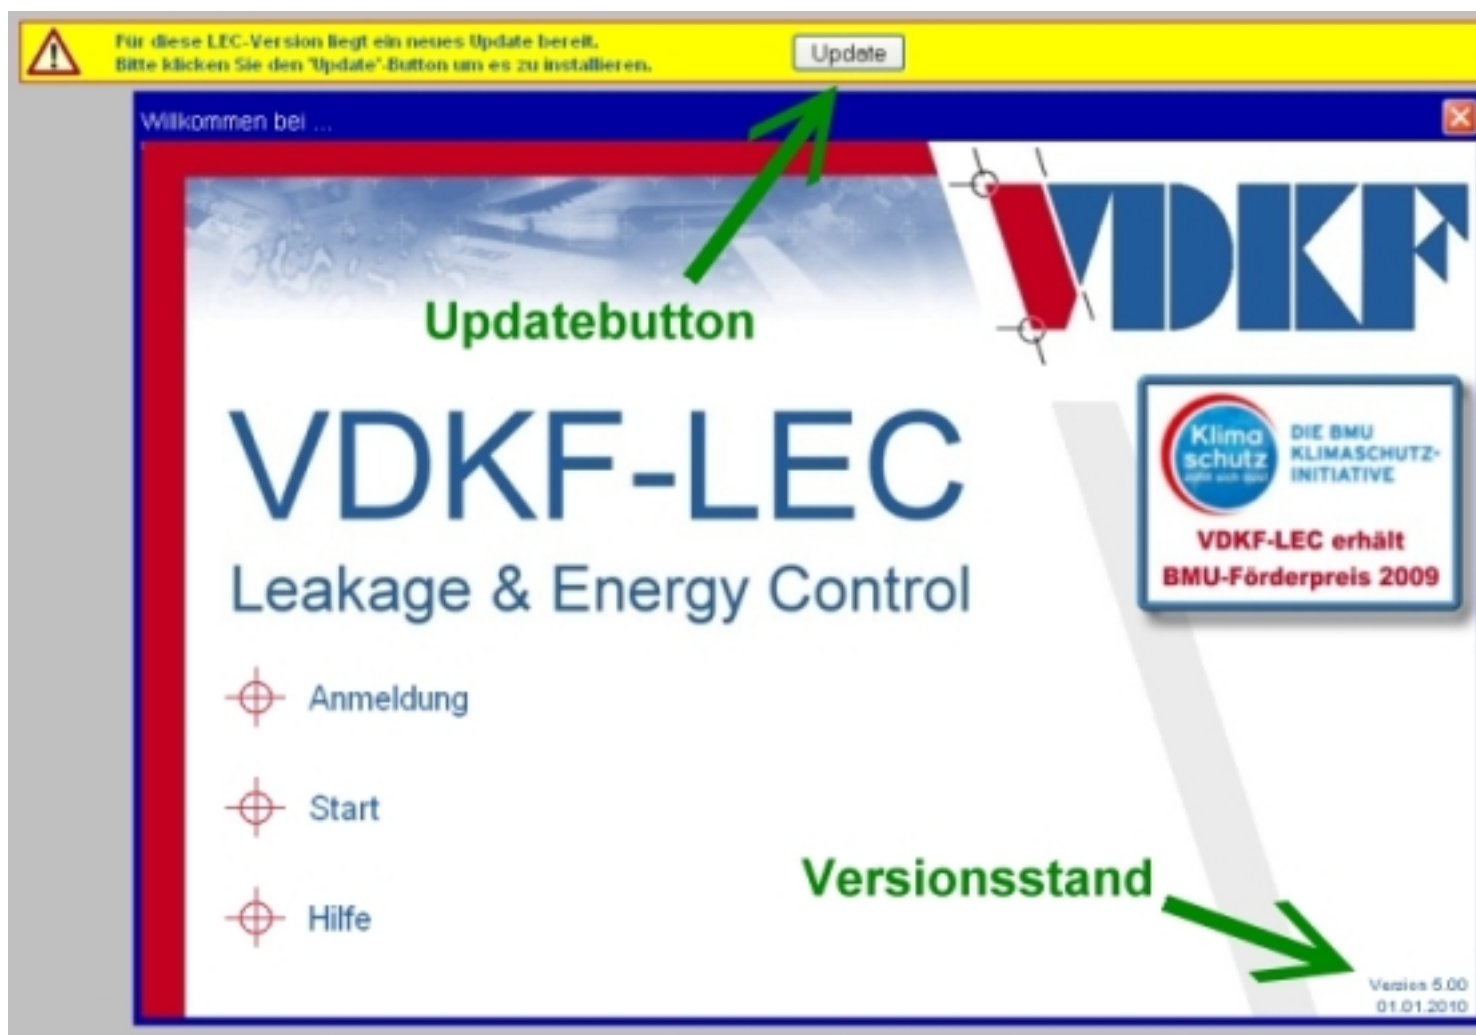 Für diese LEC-Version liegt ein neues Update bereit.
Bitte klicken Sie den "Update"-Button um es zu installieren.
Update
Willkommen bei ...
VDKF
Updatebutton
VDKF-LEC
Leakage & Energy Control
Klima
schutz
DIE BMU
KLIMASCHUTZ-
INITIATIVE
VDKF-LEC erhält
BMU-Förderpreis 2009
Anmeldung
Start
Hilfe
Versionsstand
Version 5.00
01.01.2010